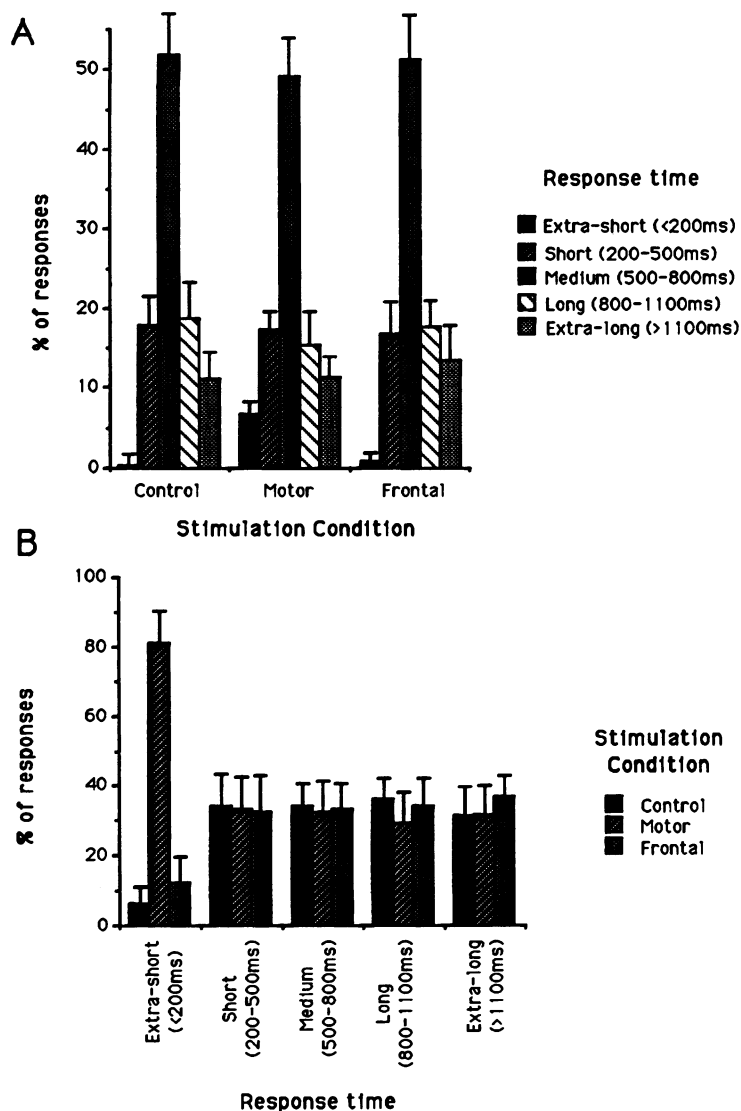 A
50
40
30
20
10
0
% of responses
Control
Motor
Frontal
Stimulation Condition
Response time
Extra-short (<200ms)
Short (200-500ms)
Medium (500-800ms)
Long (800-1100ms)
Extra-long (>1100ms)
B
100
80
60
40
20
0
% of responses
Extra-short
(<200ms)
Short
(200-500ms)
Medium
(500-800ms)
Long
(800-1100ms)
Extra-long
(>1100ms)
Response time
Stimulation
Condition
Control
Motor
Frontal